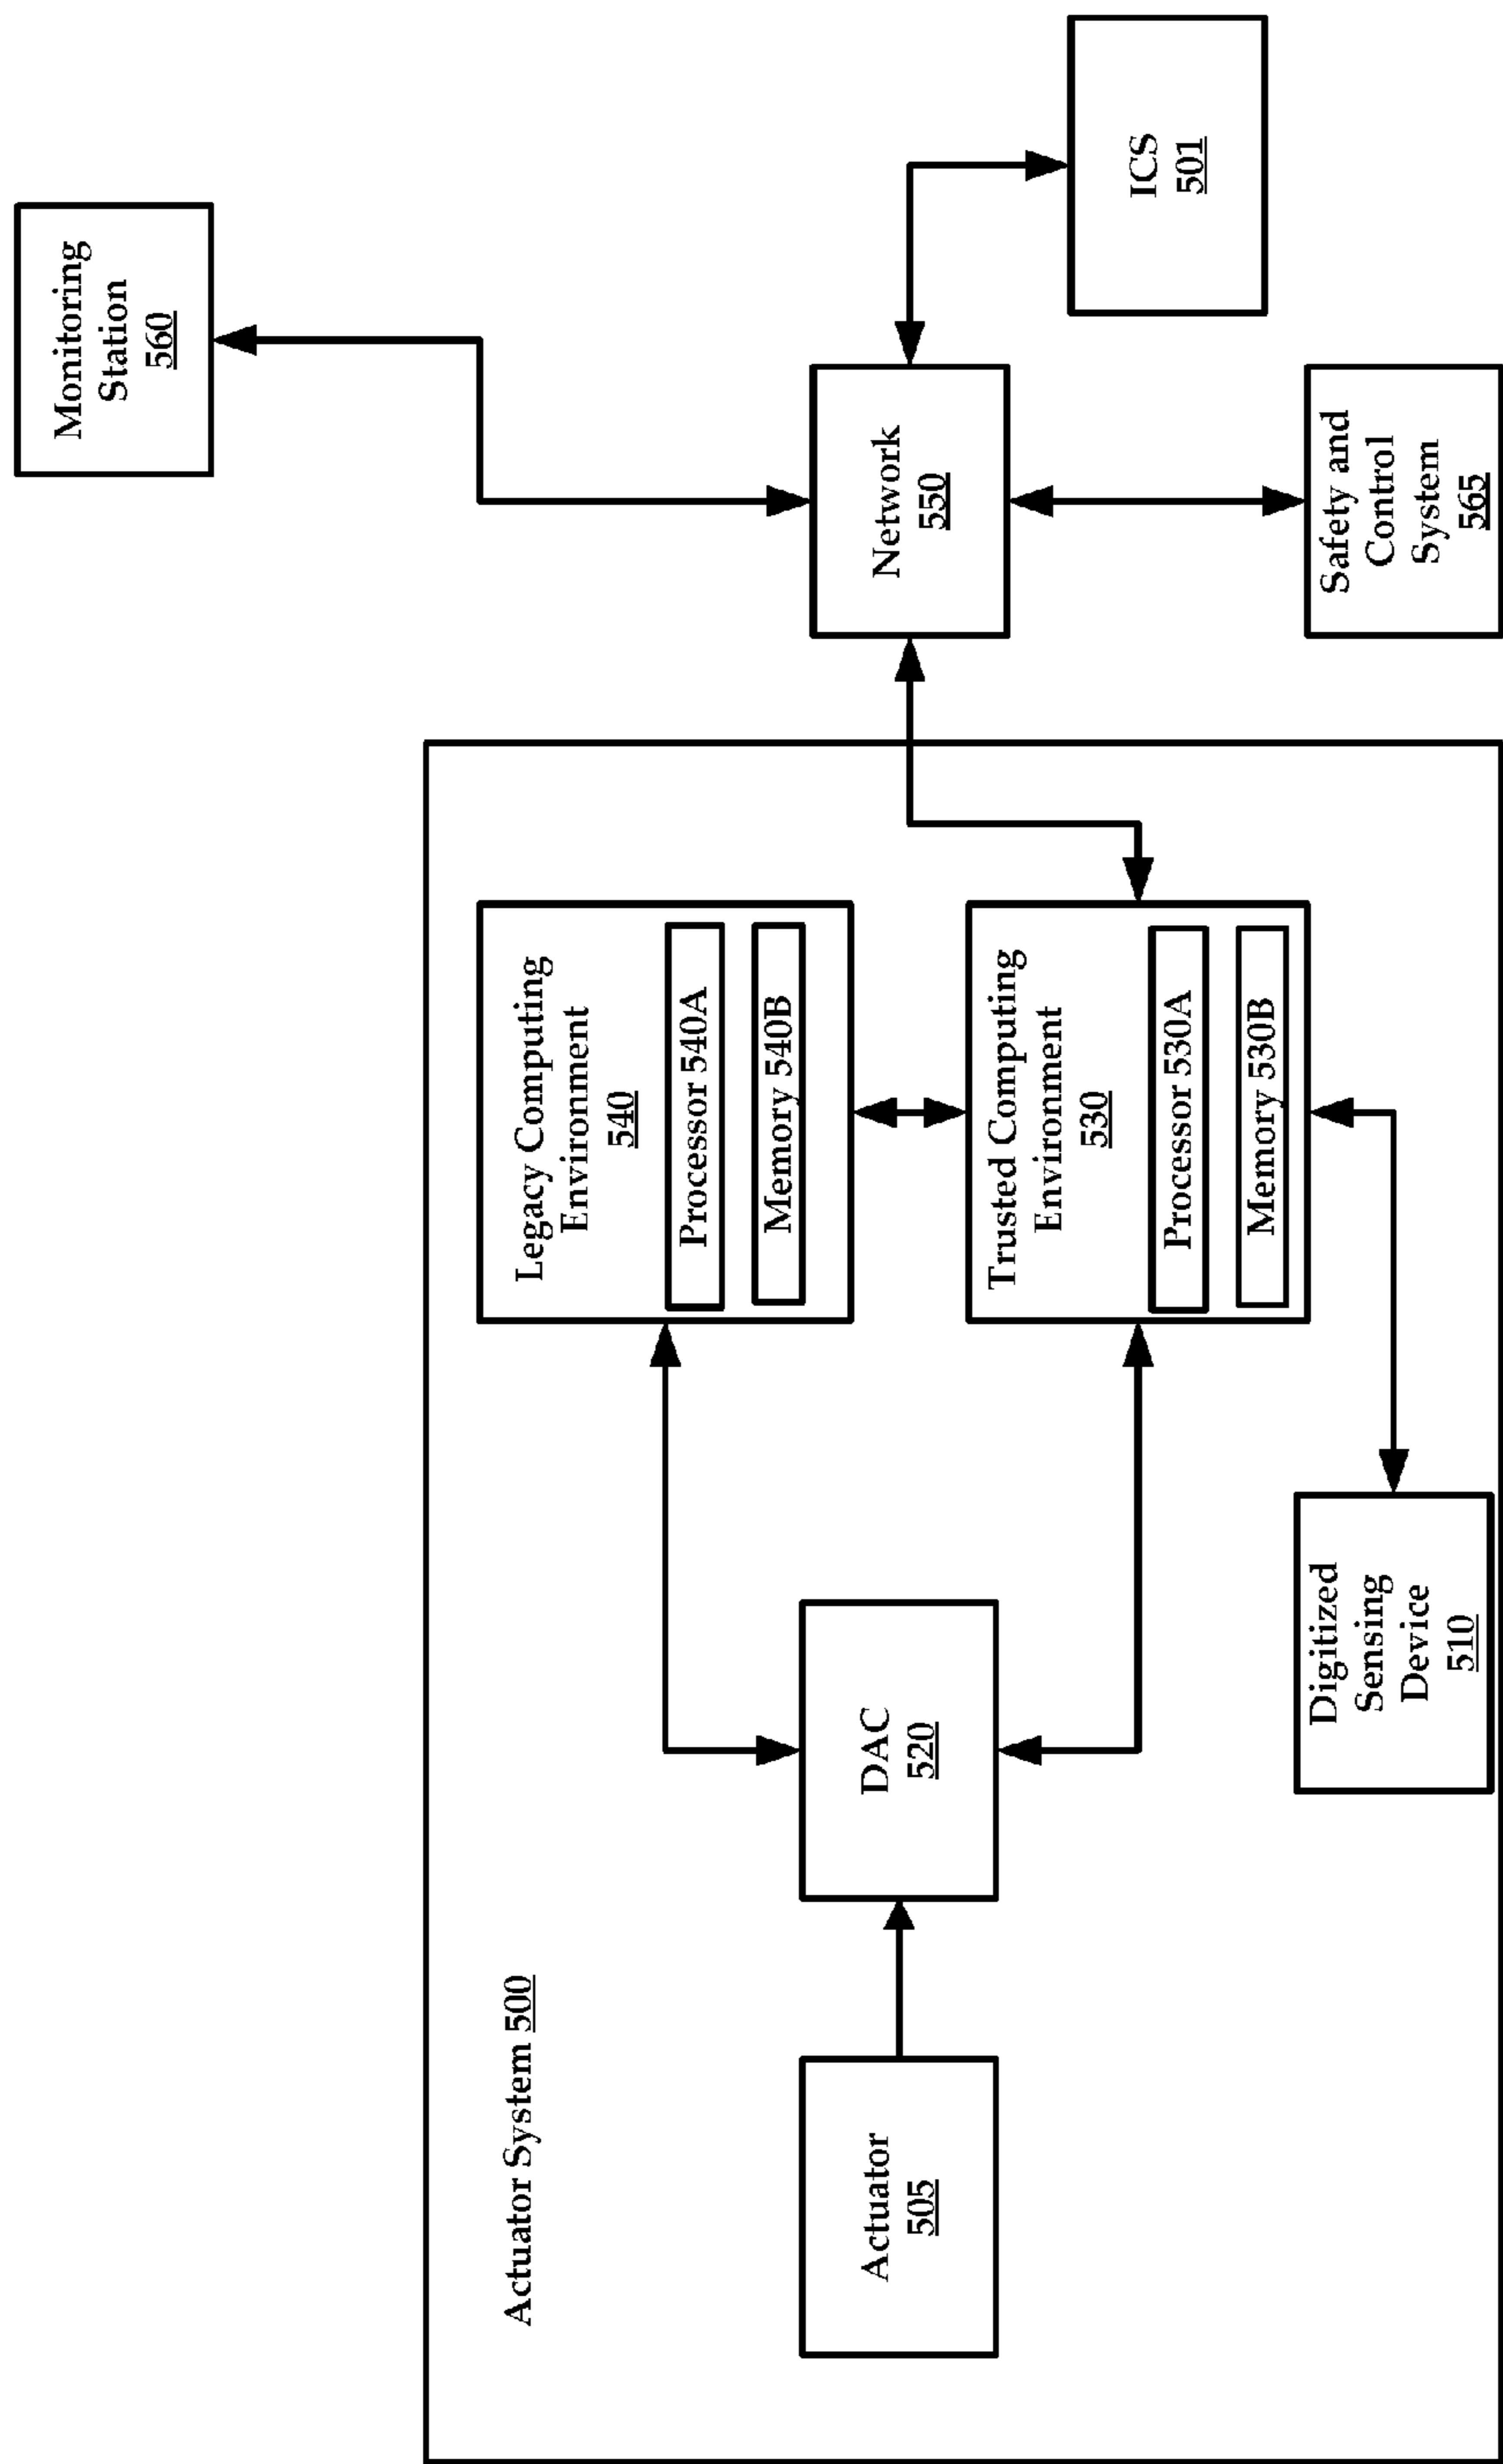 Actuator System 500
Actuator
505
DAC
520
Legacy Computing
Environment
540
Processor 540A
Memory 540B
Trusted Computing
Environment
530
Processor 530A
Memory 530B
Digitized
Sensing
Device
510
Network
550
Monitoring
Station
560
ICS
501
Safety and
Control
System
565